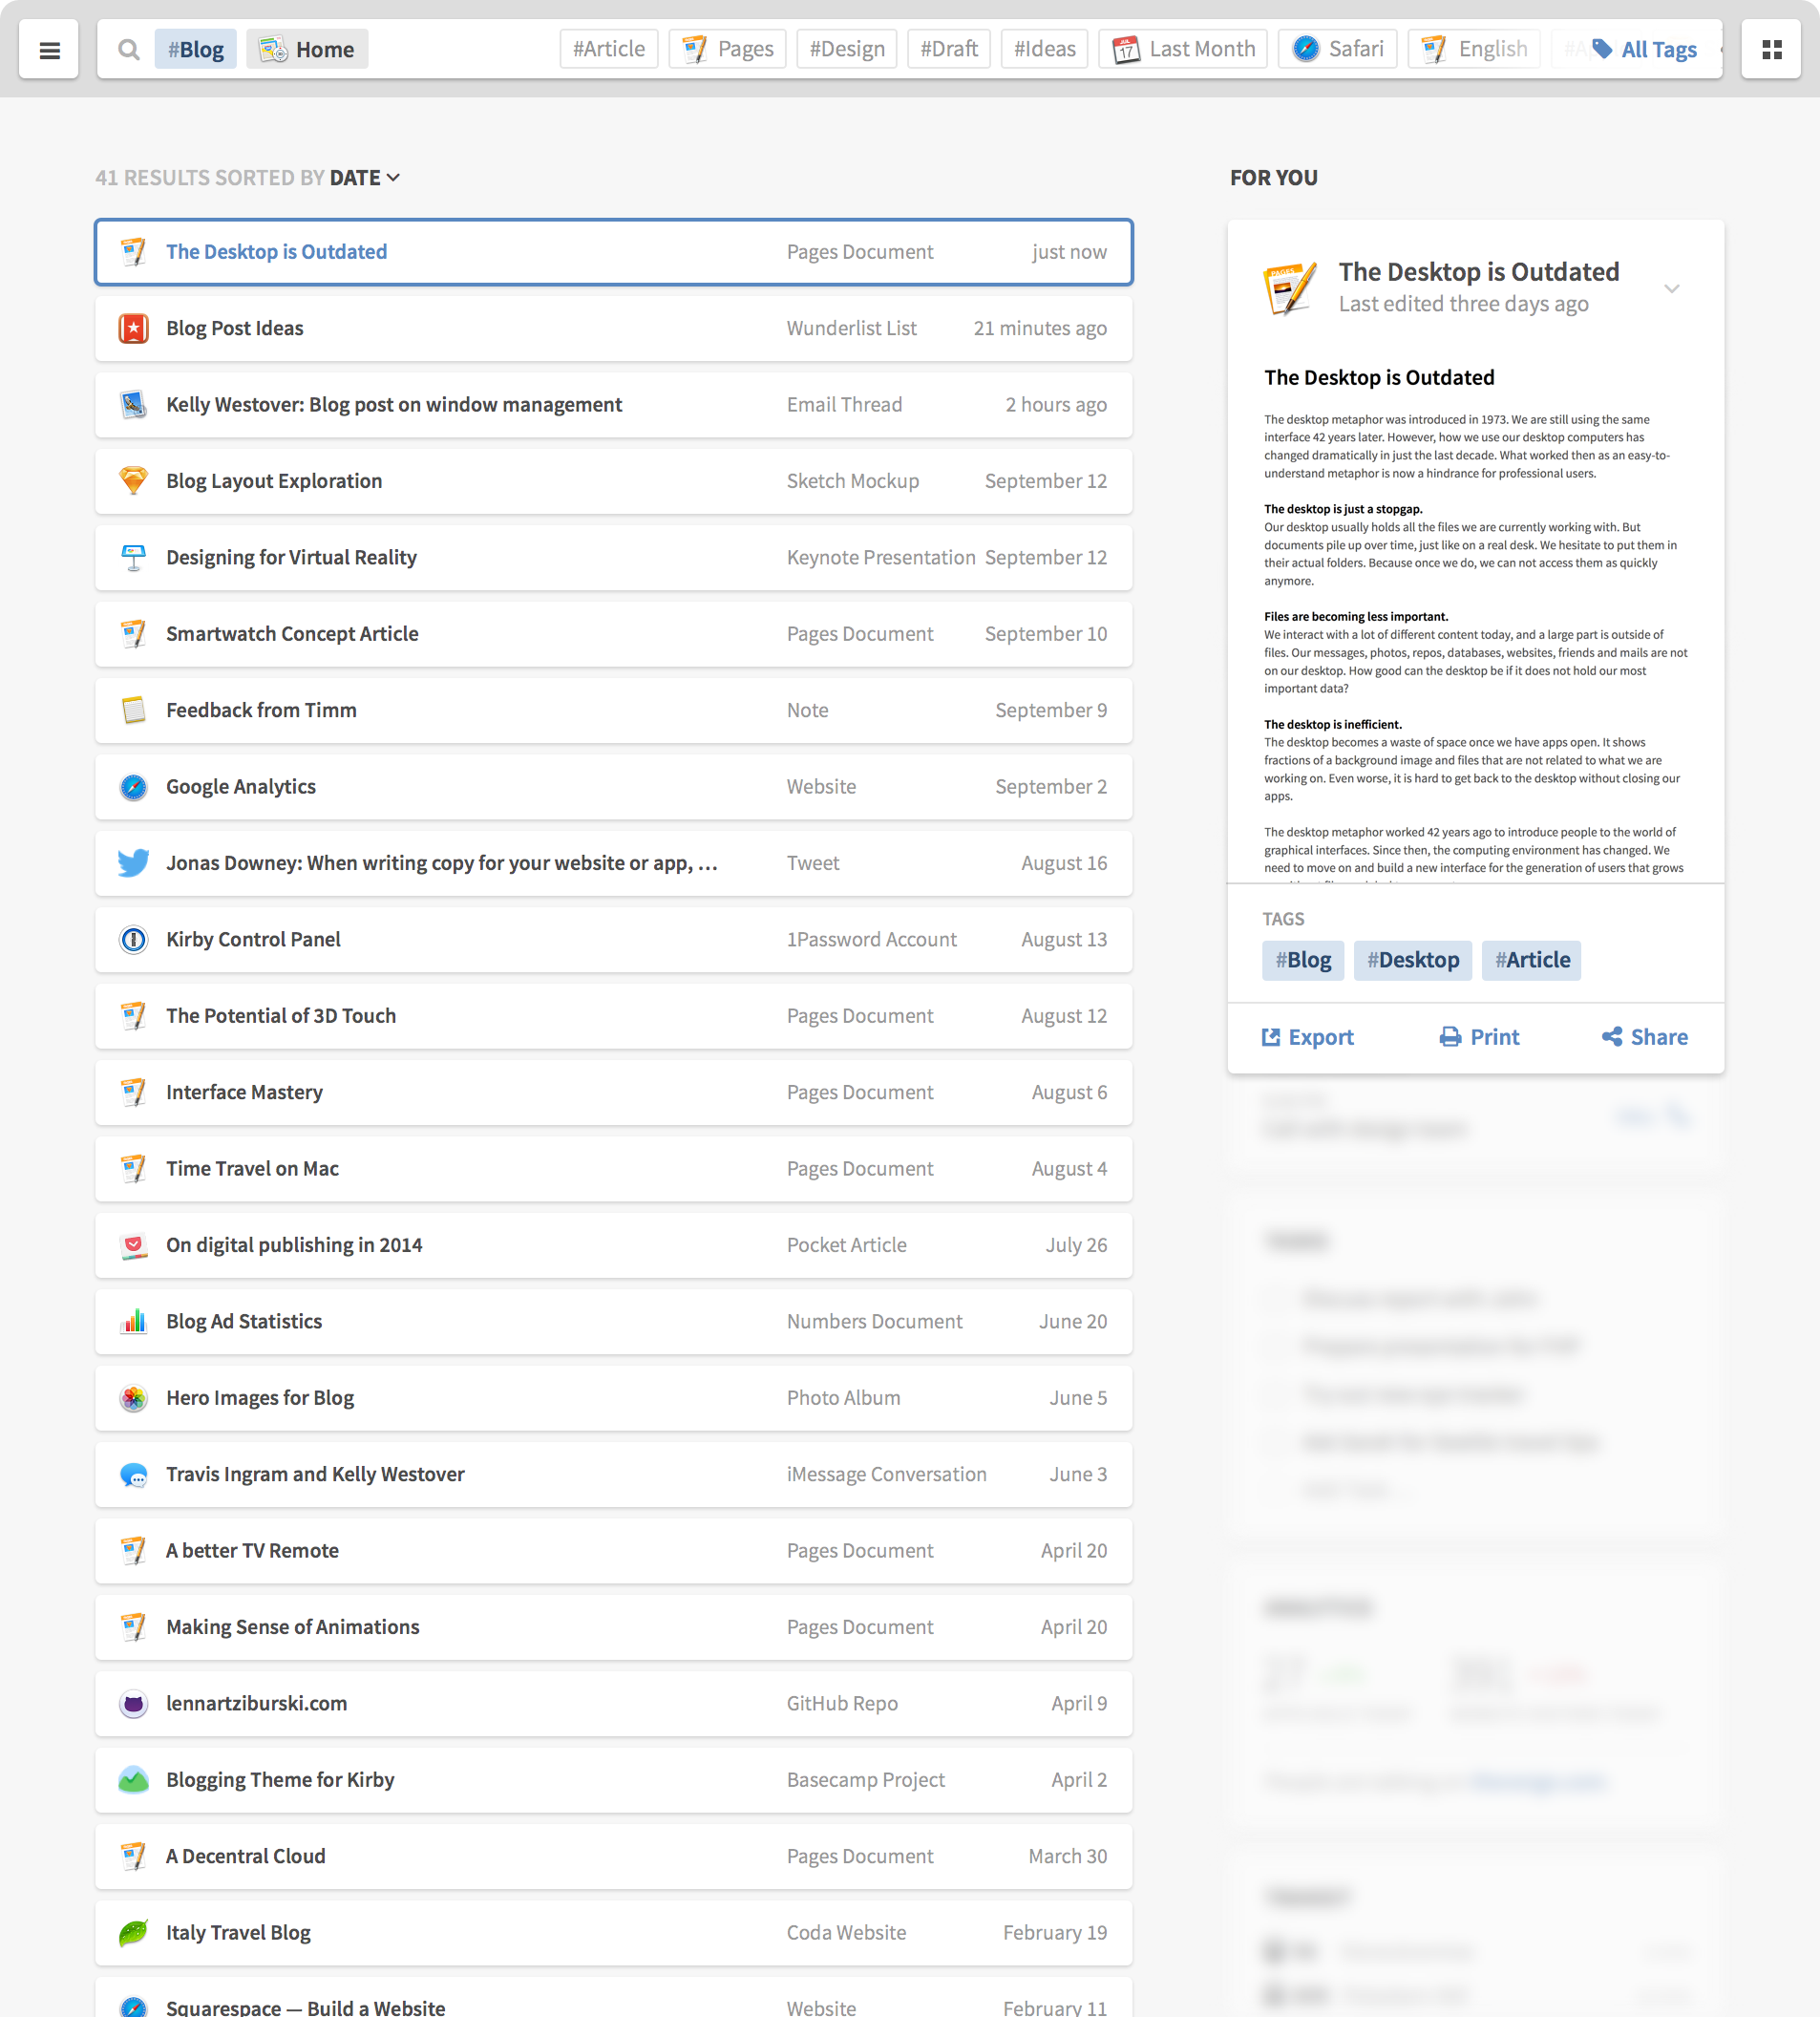 #Blog Home #Article Pages #Design #Draft #Ideas Last Month Safari English All Tags
41 RESULTS SORTED BY DATE
The Desktop is Outdated Pages Document just now
Blog Post Ideas Wunderlist List 21 minutes ago
Kelly Westover: Blog post on window management Email Thread 2 hours ago
Blog Layout Exploration Sketch Mockup September 12
Designing for Virtual Reality Keynote Presentation September 12
Smartwatch Concept Article Pages Document September 10
Feedback from Timm Note September 9
Google Analytics Website September 2
Jonas Downey: When writing copy for your website or app, … Tweet August 16
Kirby Control Panel 1Password Account August 13
The Potential of 3D Touch Pages Document August 12
Interface Mastery Pages Document August 6
Time Travel on Mac Pages Document August 4
On digital publishing in 2014 Pocket Article July 26
Blog Ad Statistics Numbers Document June 20
Hero Images for Blog Photo Album June 5
Travis Ingram and Kelly Westover iMessage Conversation June 3
A better TV Remote Pages Document April 20
Making Sense of Animations Pages Document April 20
lennartziburski.com GitHub Repo April 9
Blogging Theme for Kirby Basecamp Project April 2
A Decentral Cloud Pages Document March 30
Italy Travel Blog Coda Website February 19
Squarespace — Build a Website Website February 11
FOR YOU
The Desktop is Outdated
Last edited three days ago
The Desktop is Outdated
The desktop metaphor was introduced in 1973. We are still using the same
interface 42 years later. However, how we use our desktop computers has
changed dramatically in just the last decade. What worked then as an easy-to-
understand metaphor is now a hindrance for professional users.
The desktop is just a stopgap.
Our desktop usually holds all the files we are currently working with. But
documents pile up over time, just like on a real desk. We hesitate to put them in
their actual folders. Because once we do, we can not access them as quickly
anymore.
Files are becoming less important.
We interact with a lot of different content today, and a large part is outside of
files. Our messages, photos, repos, databases, websites, friends and mails are not
on our desktop. How good can the desktop be if it does not hold our most
important data?
The desktop is inefficient.
The desktop becomes a waste of space once we have apps open. It shows
fractions of a background image and files that are not related to what we are
working on. Even worse, it is hard to get back to the desktop without closing our
apps.
The desktop metaphor worked 42 years ago to introduce people to the world of
graphical interfaces. Since then, the computing environment has changed. We
need to move on and build a new interface for the generation of users that grows
TAGS
#Blog #Desktop #Article
Export Print Share